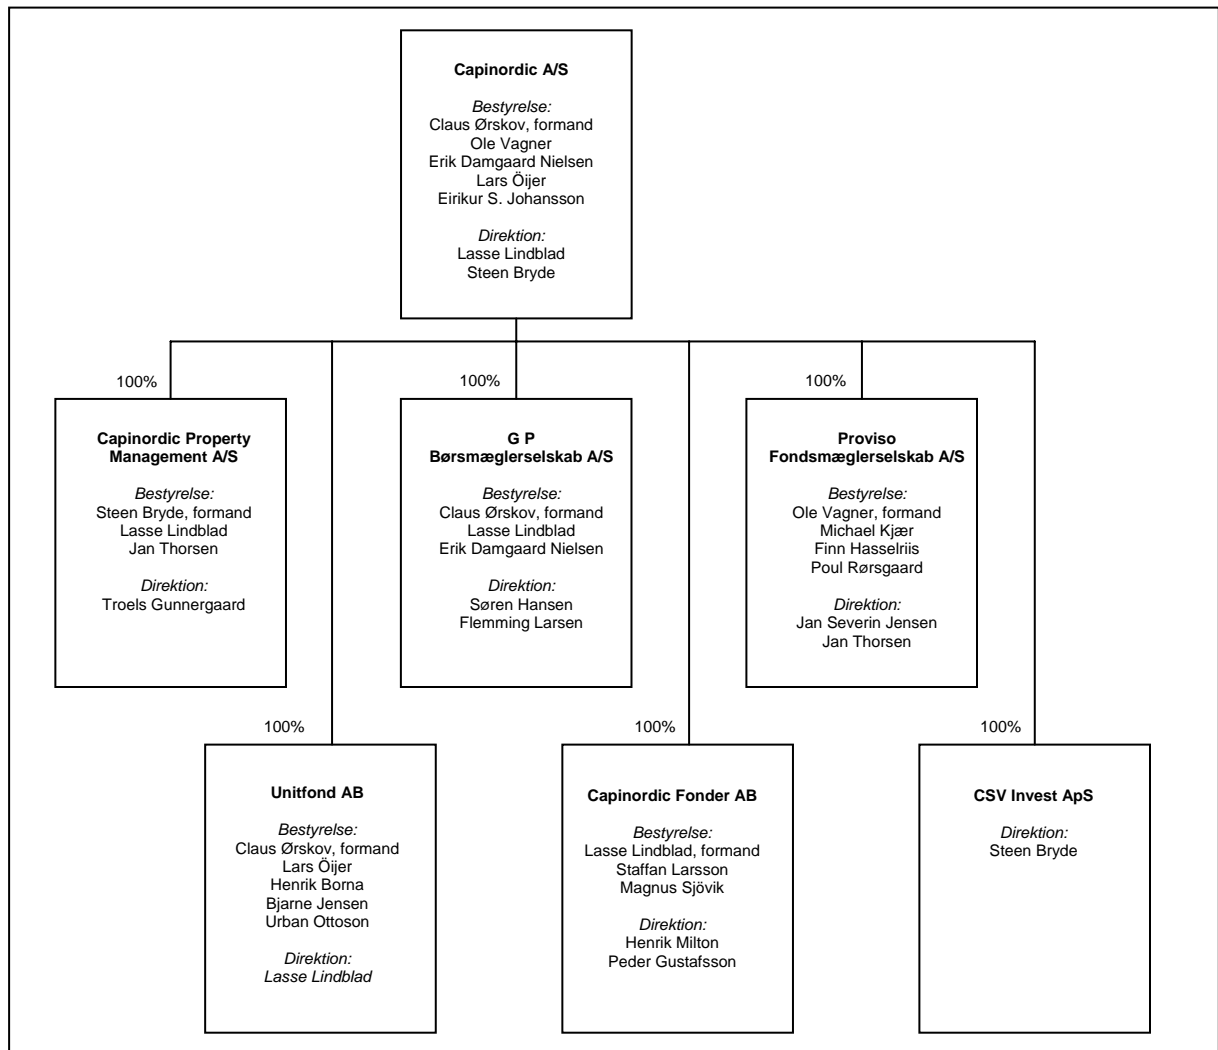 Capinordic A/S
Bestyrelse:
Claus Ørskov, formand
Ole Vagner
Erik Damgaard Nielsen
Lars Öijer
Eirikur S. Johansson
Direktion:
Lasse Lindblad
Steen Bryde
100%
Capinordic Property
Management A/S
Bestyrelse:
Steen Bryde, formand
Lasse Lindblad
Jan Thorsen
Direktion:
Troels Gunnergaard
100%
G P
Børsmæglerselskab A/S
Bestyrelse:
Claus Ørskov, formand
Lasse Lindblad
Erik Damgaard Nielsen
Direktion:
Søren Hansen
Flemming Larsen
100%
Proviso
Fondsmæglerselskab A/S
Bestyrelse:
Ole Vagner, formand
Michael Kjær
Finn Hasselriis
Poul Rørsgaard
Direktion:
Jan Severin Jensen
Jan Thorsen
100%
Unitfond AB
Bestyrelse:
Claus Ørskov, formand
Lars Öijer
Henrik Borna
Bjarne Jensen
Urban Ottoson
Direktion:
Lasse Lindblad
100%
Capinordic Fonder AB
Bestyrelse:
Lasse Lindblad, formand
Staffan Larsson
Magnus Sjövik
Direktion:
Henrik Milton
Peder Gustafsson
100%
CSV Invest ApS
Direktion:
Steen Bryde